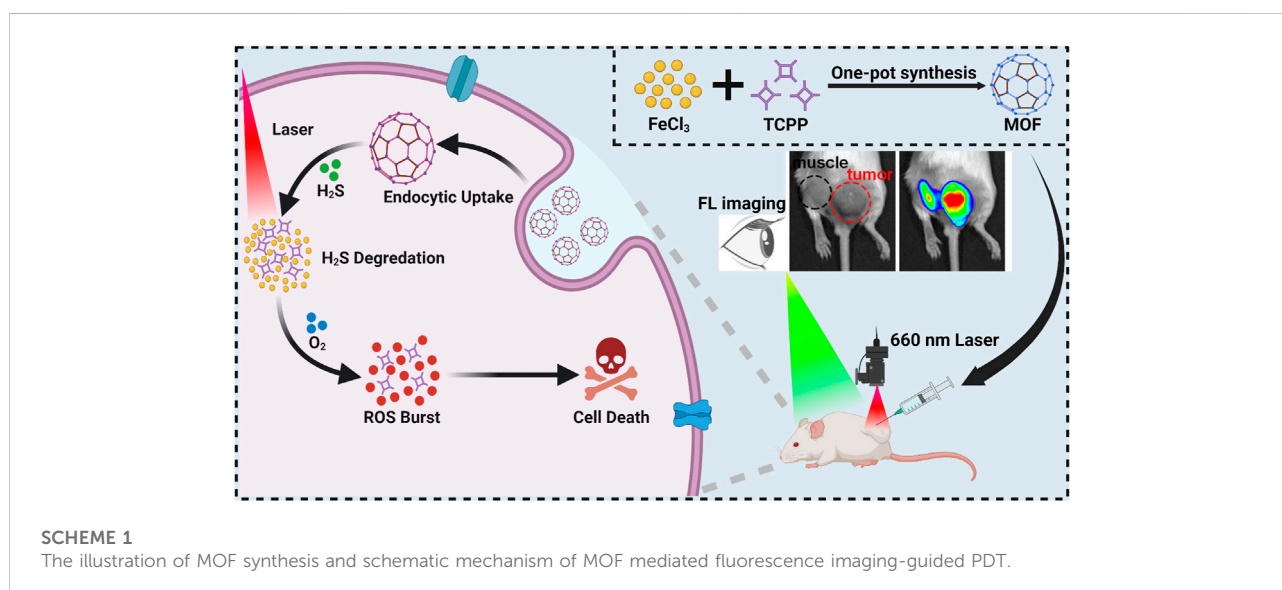 One-pot synthesis
FeCl₃
TCPP
MOF
Laser
H₂S
Endocytic Uptake
H₂S Degredation
O₂
ROS Burst
Cell Death
muscle
tumor
FL imaging
660 nm Laser
SCHEME 1
The illustration of MOF synthesis and schematic mechanism of MOF mediated fluorescence imaging-guided PDT.